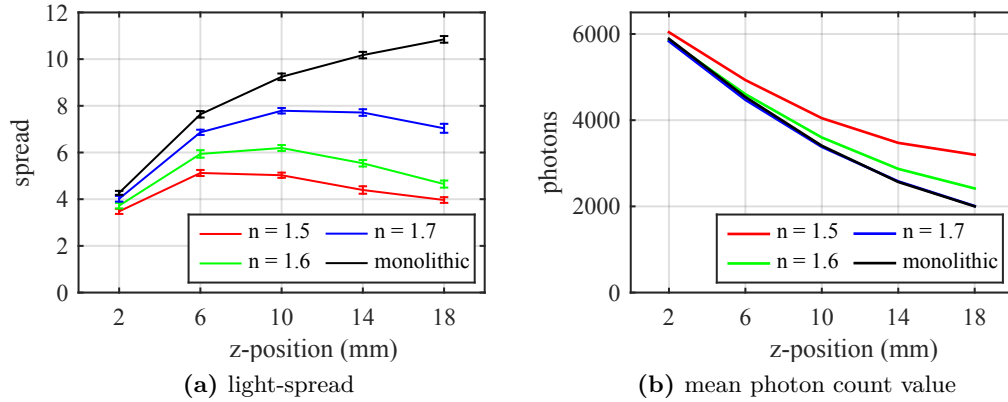 12
10
8
6
4
2
0
spread
n = 1.5
n = 1.7
n = 1.6
monolithic
2 6 10 14 18
z-position (mm)
(a) light-spread
6000
4000
2000
0
photons
n = 1.5
n = 1.7
n = 1.6
monolithic
2 6 10 14 18
z-position (mm)
(b) mean photon count value